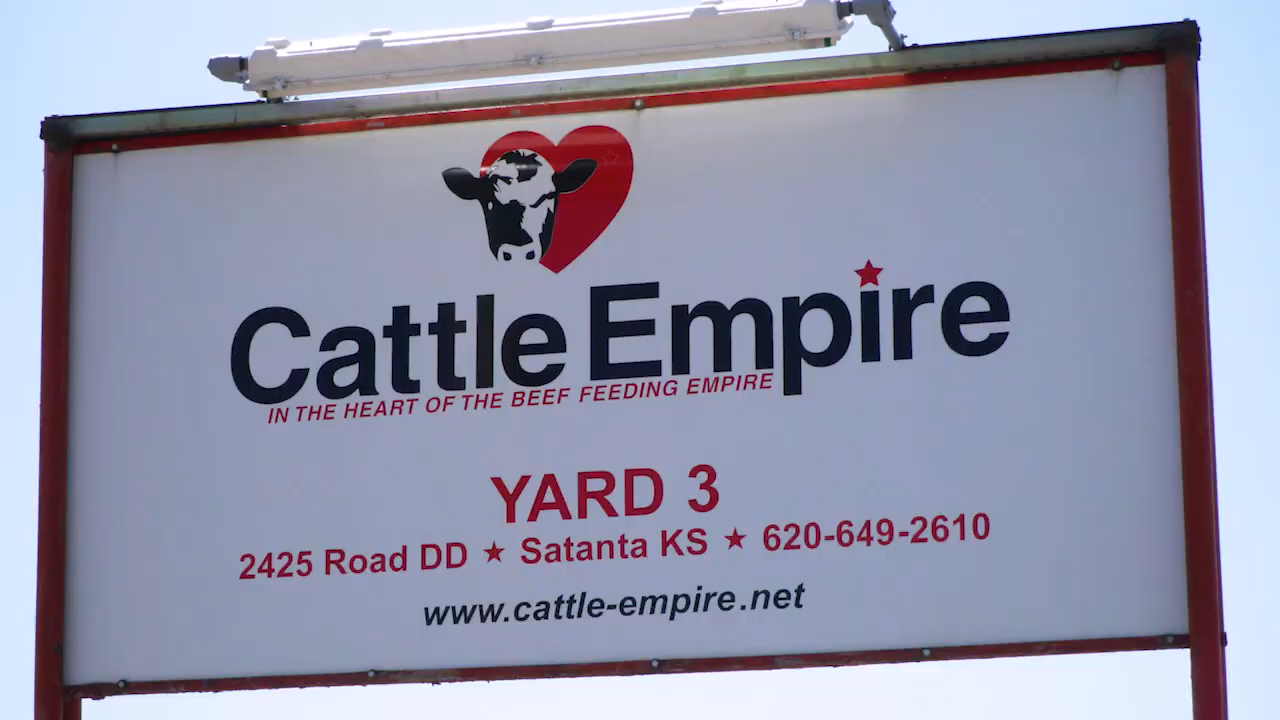 Cattle Empire
IN THE HEART OF THE BEEF FEEDING EMPIRE
YARD 3
2425 Road DD ★ Satanta KS ★ 620-649-2610
www.cattle-empire.net